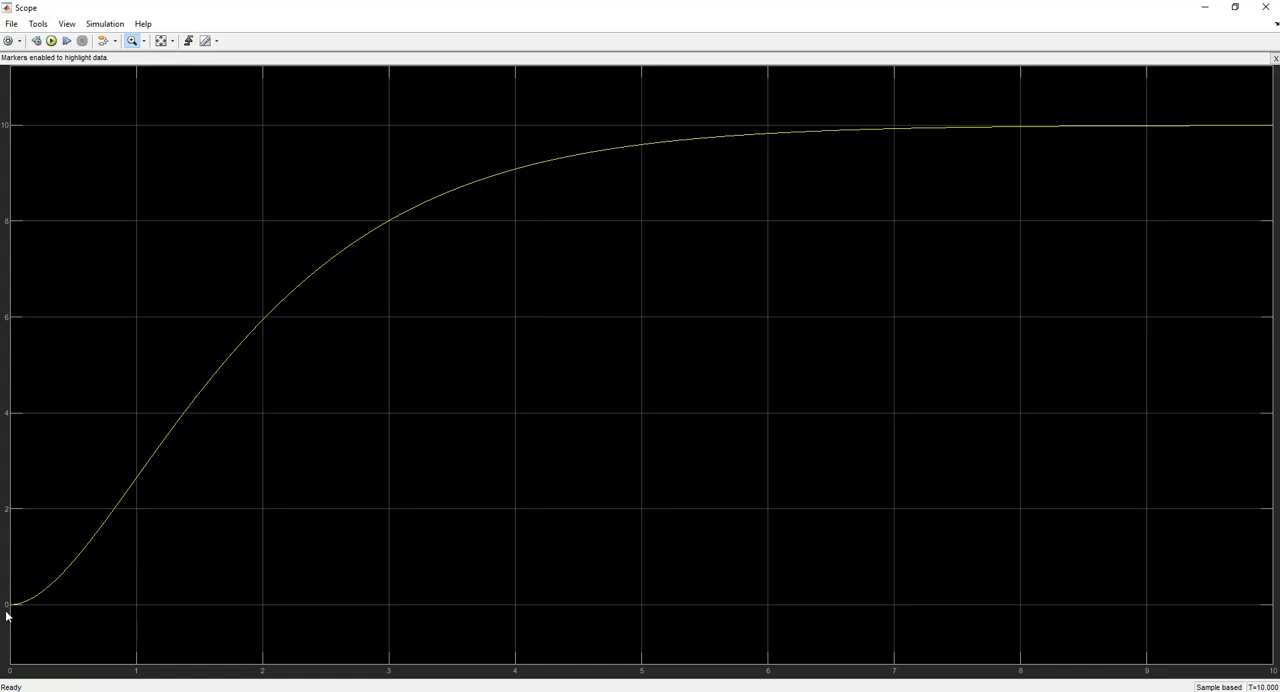 Scope
File Tools View Simulation Help
Markers enabled to highlight data.
X
10
8
6
4
2
0
0 1 2 3 4 5 6 7 8 9 10
Ready
Sample based T=10.000